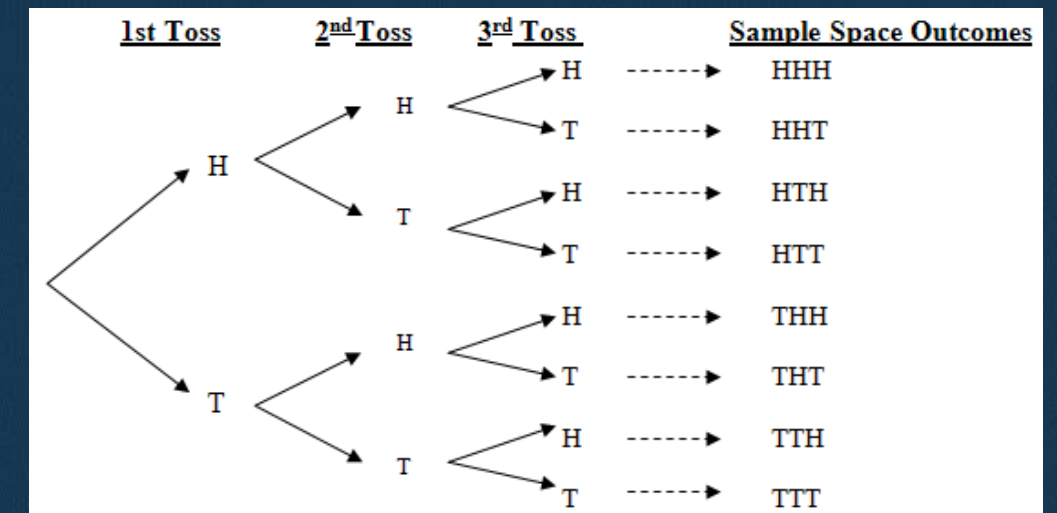 1st Toss 2nd Toss 3rd Toss Sample Space Outcomes
H HHH
H
T HHT
H
H HTH
T
T HTT
H THH
H
T THT
T
H TTH
T
T TTT